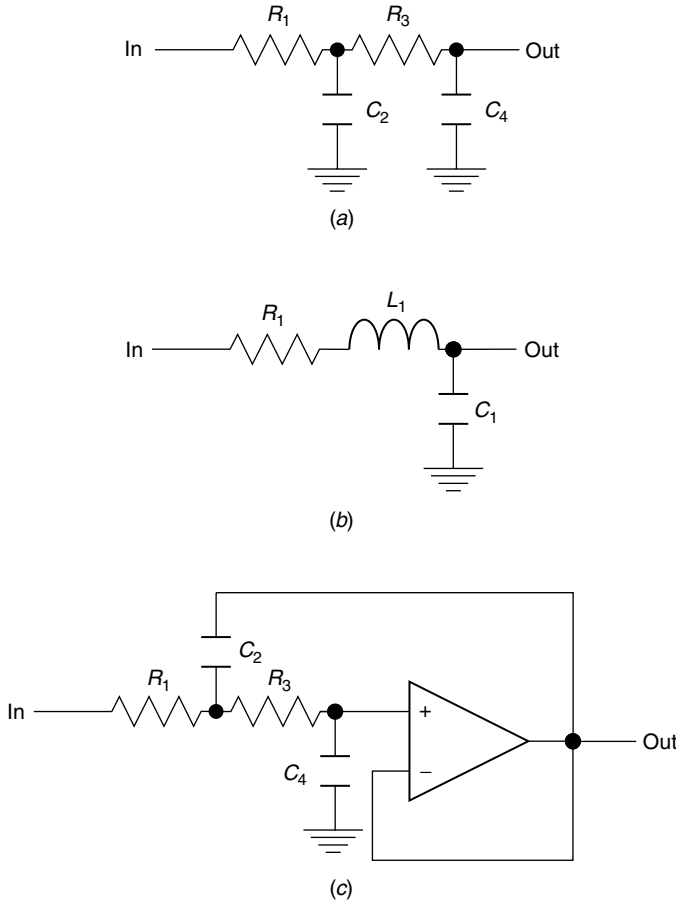 R1 R3
In Out
C2 C4
(a)
L1
R1
In Out
C1
(b)
C2
R1 R3
In + Out
C4 −
(c)